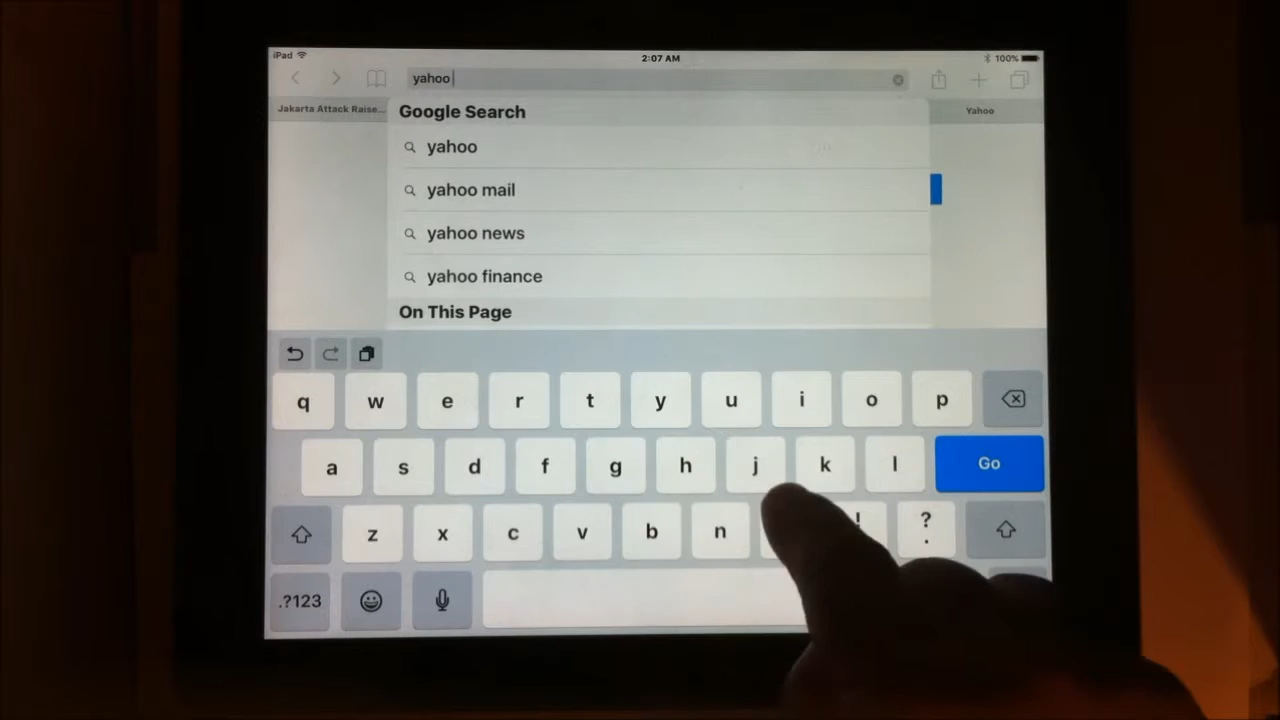 iPad
2:07 AM
100%
yahoo
Jakarta Attack Raise...
Yahoo
Google Search
yahoo
yahoo mail
yahoo news
yahoo finance
On This Page
q w e r t y u i o p
a s d f g h j k l Go
z x c v b n ! ? .
.?123